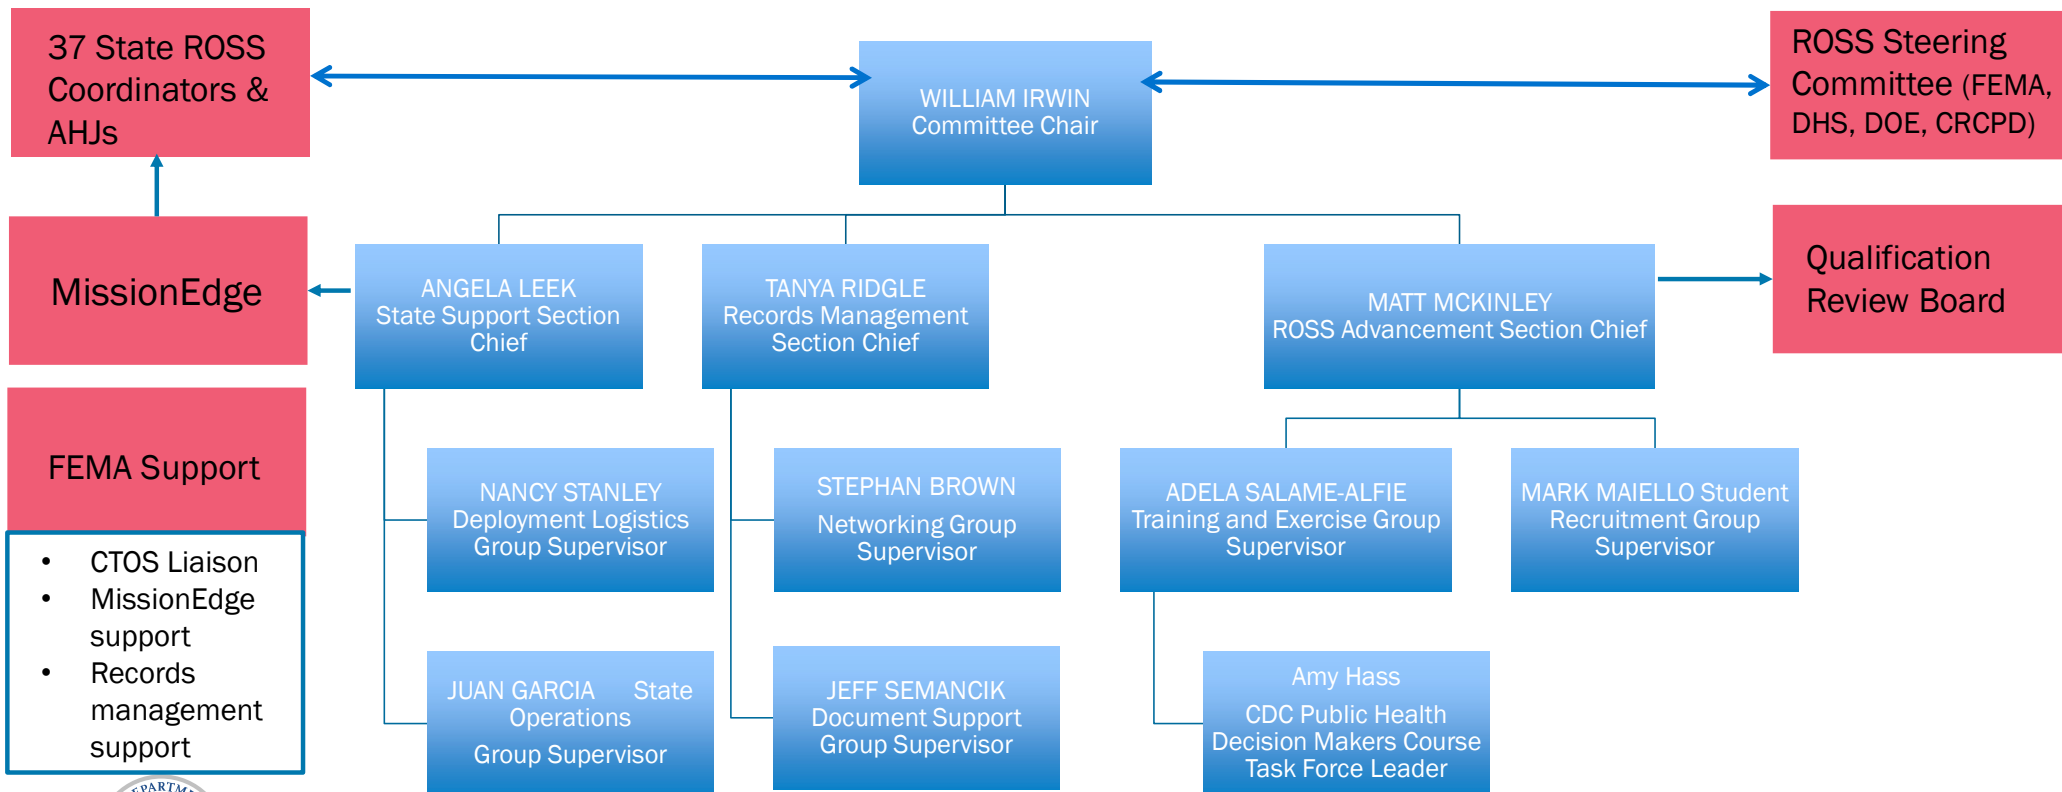 37 State ROSS
Coordinators &
AHJs
WILLIAM IRWIN
Committee Chair
ROSS Steering
Committee (FEMA,
DHS, DOE, CRCPD)
MissionEdge
ANGELA LEEK
State Support Section
Chief
TANYA RIDGLE
Records Management
Section Chief
MATT MCKINLEY
ROSS Advancement Section Chief
Qualification
Review Board
FEMA Support
• CTOS Liaison
• MissionEdge
support
• Records
management
support
NANCY STANLEY
Deployment Logistics
Group Supervisor
STEPHAN BROWN
Networking Group
Supervisor
ADELA SALAME-ALFIE
Training and Exercise Group
Supervisor
MARK MAIELLO Student
Recruitment Group
Supervisor
JUAN GARCIA State
Operations
Group Supervisor
JEFF SEMANCIK
Document Support
Group Supervisor
Amy Hass
CDC Public Health
Decision Makers Course
Task Force Leader